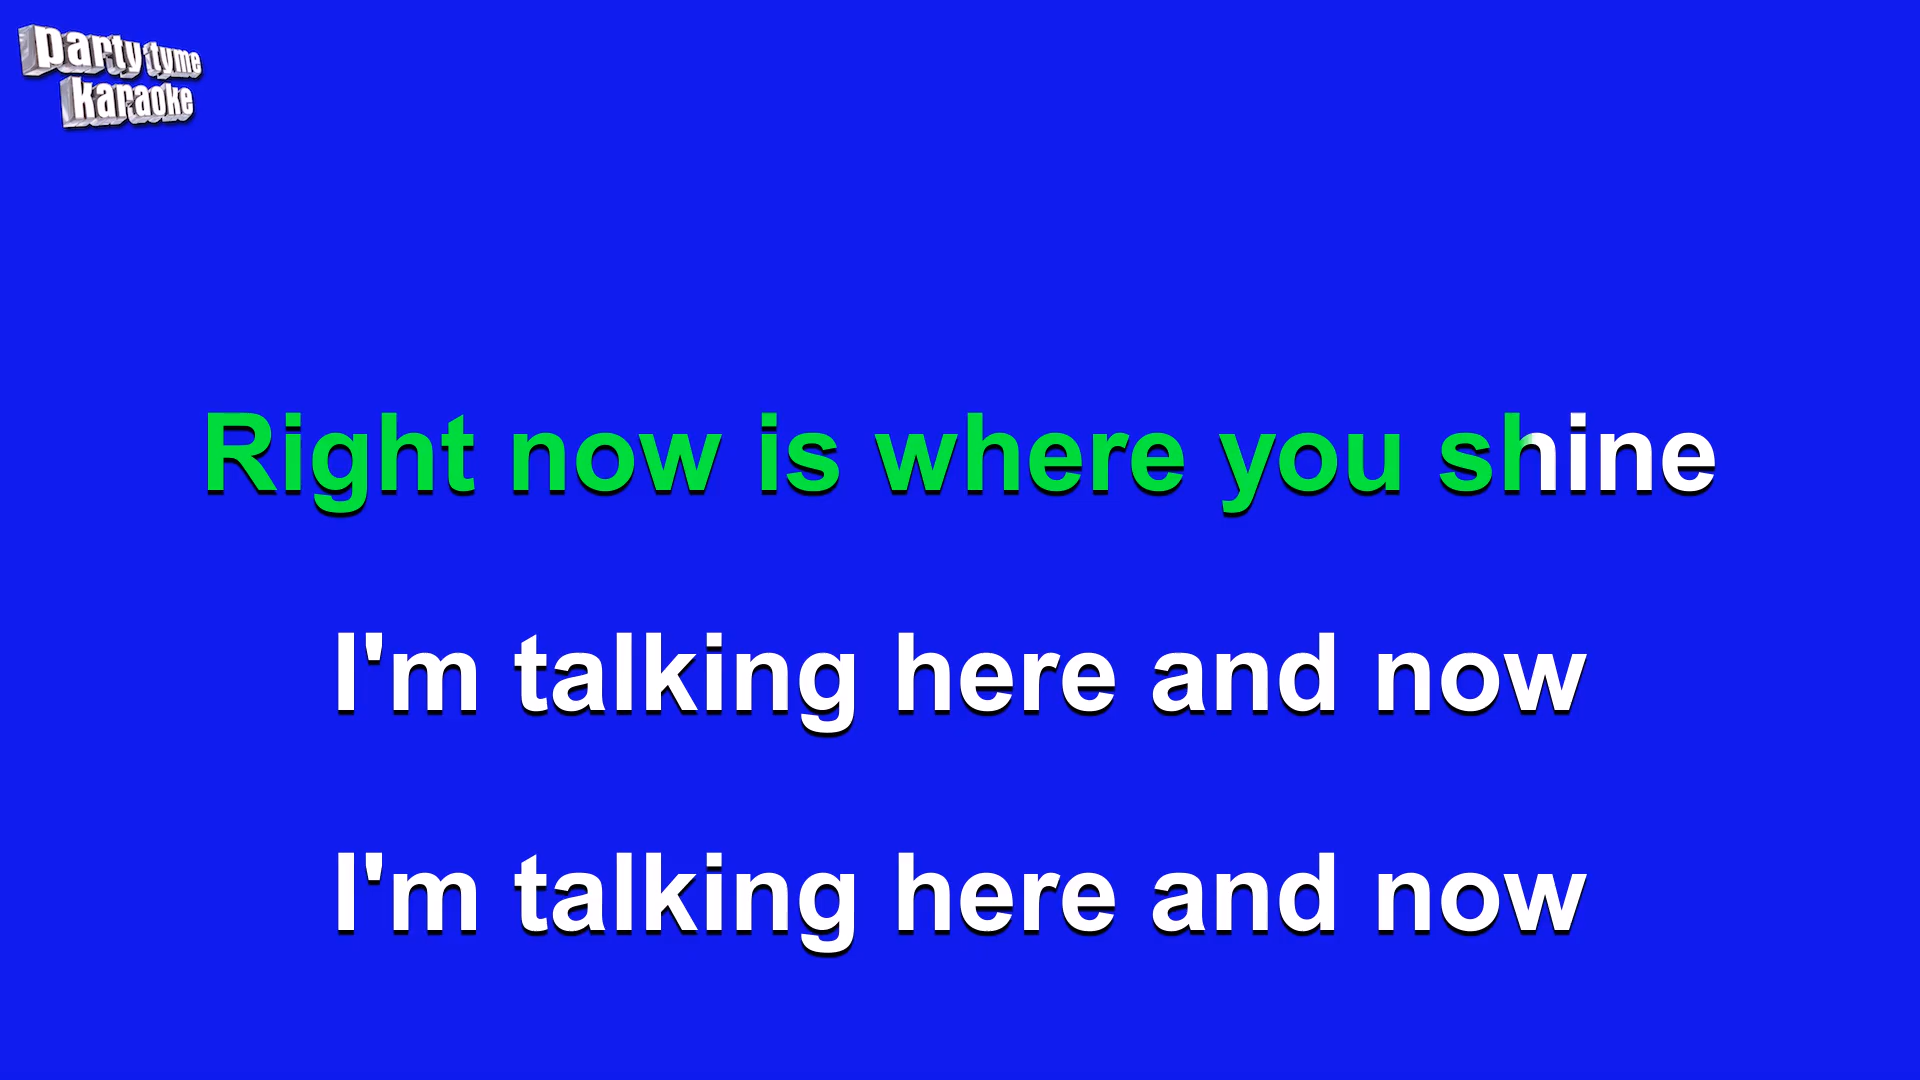 party tyme
karaoke
Right now is where you shine
I'm talking here and now
I'm talking here and now